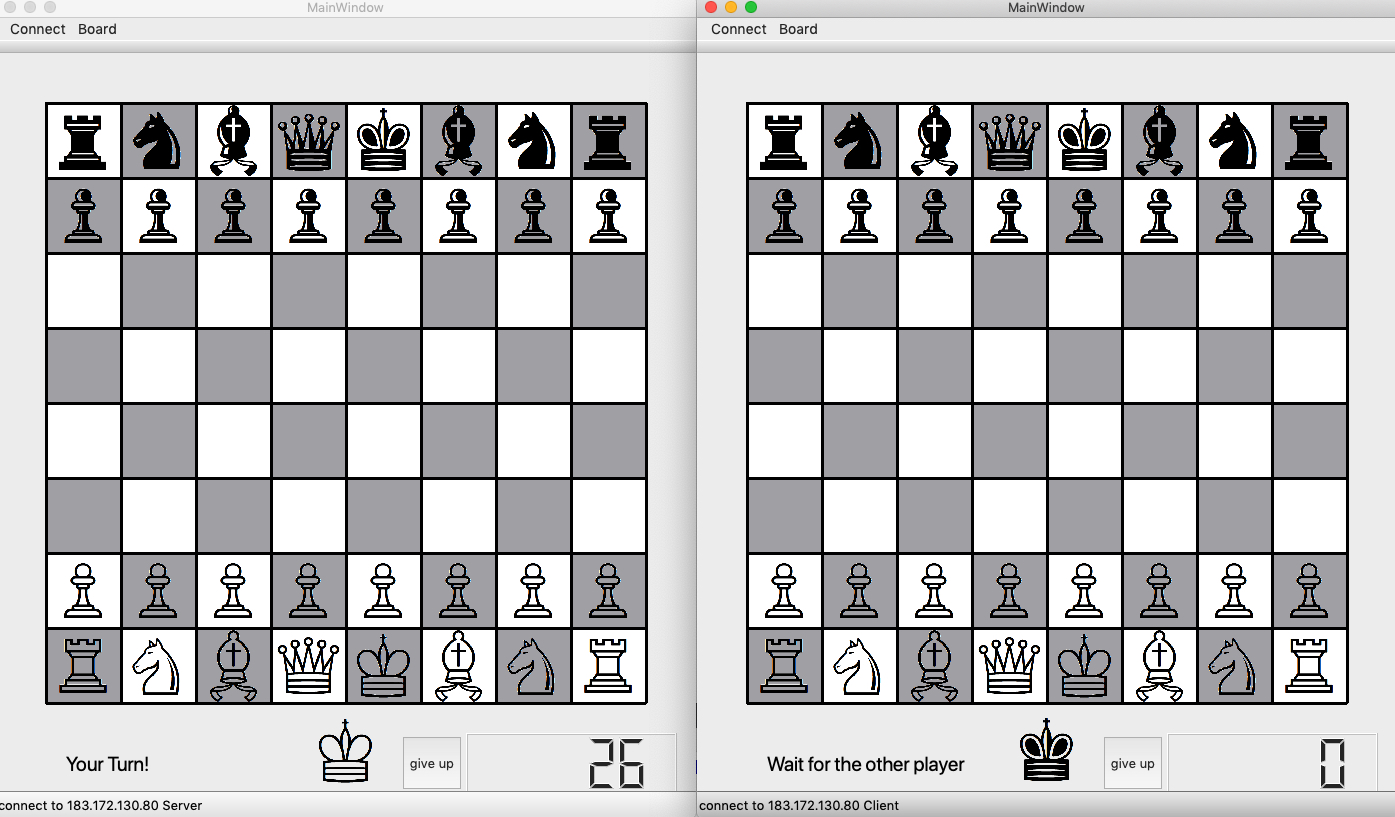 MainWindow
Connect Board
Your Turn!
give up
26
connect to 183.172.130.80 Server
MainWindow
Connect Board
Wait for the other player
give up
0
connect to 183.172.130.80 Client